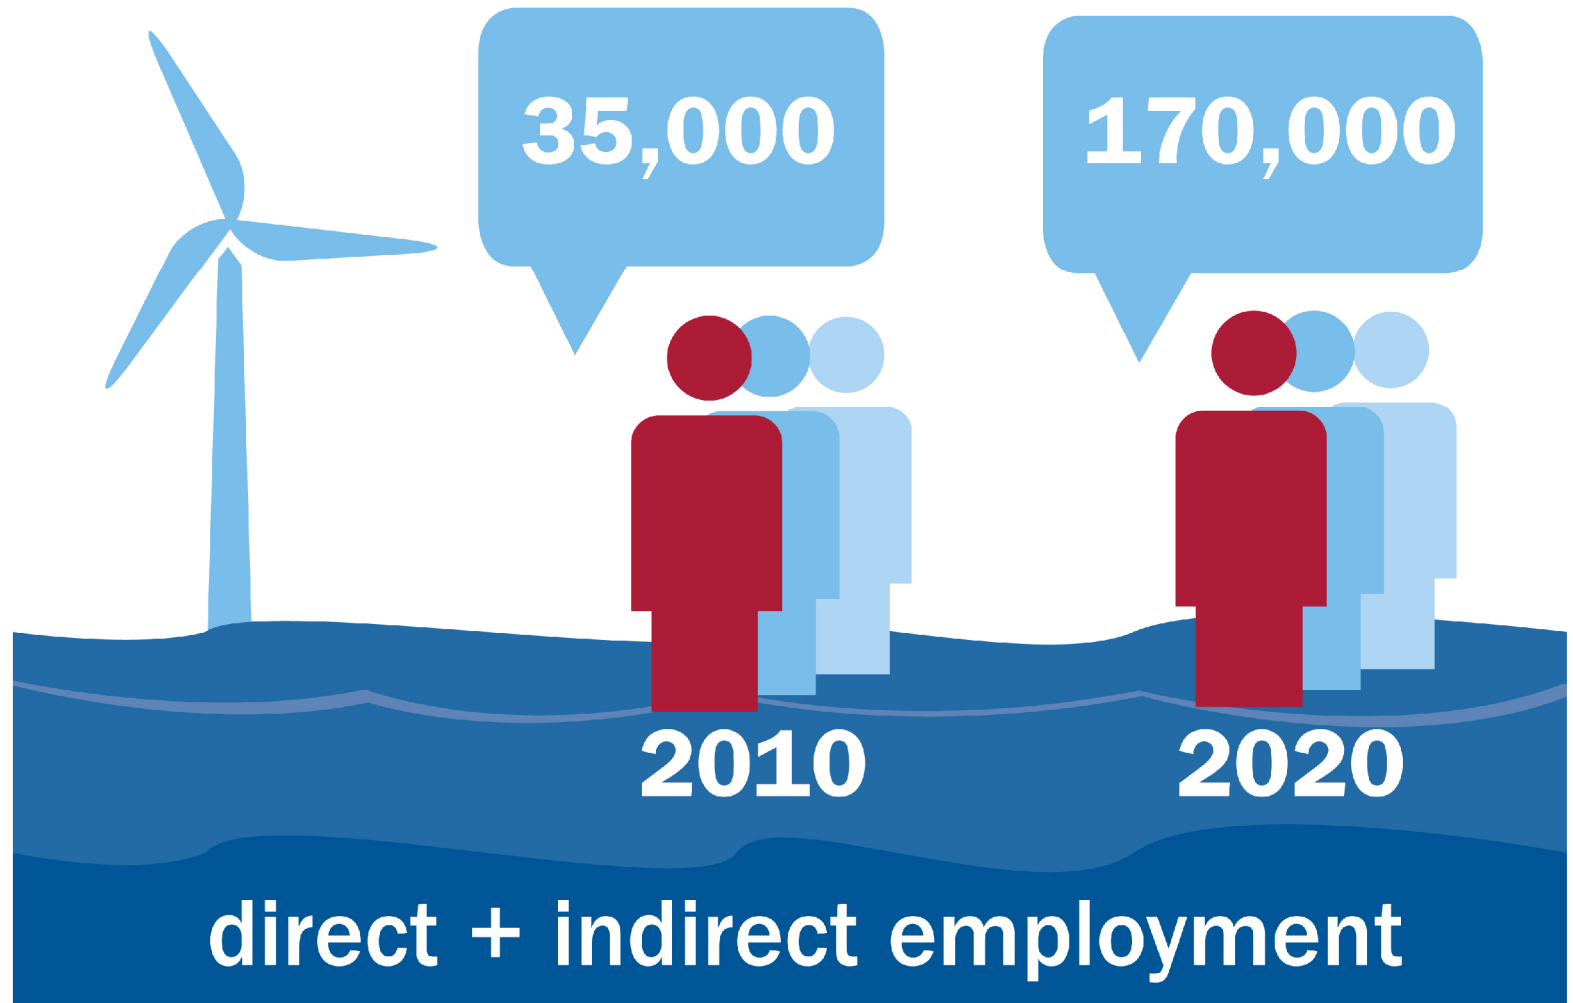 35,000
170,000
2010
2020
direct + indirect employment